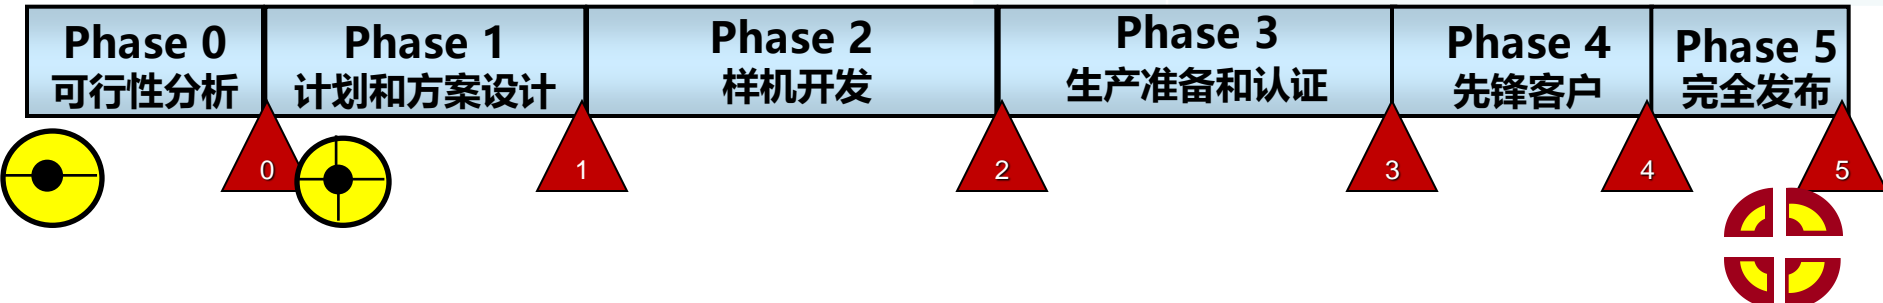 Phase 0
可行性分析
Phase 1
计划和方案设计
Phase 2
样机开发
Phase 3
生产准备和认证
Phase 4
先锋客户
Phase 5
完全发布
0
1
2
3
4
5